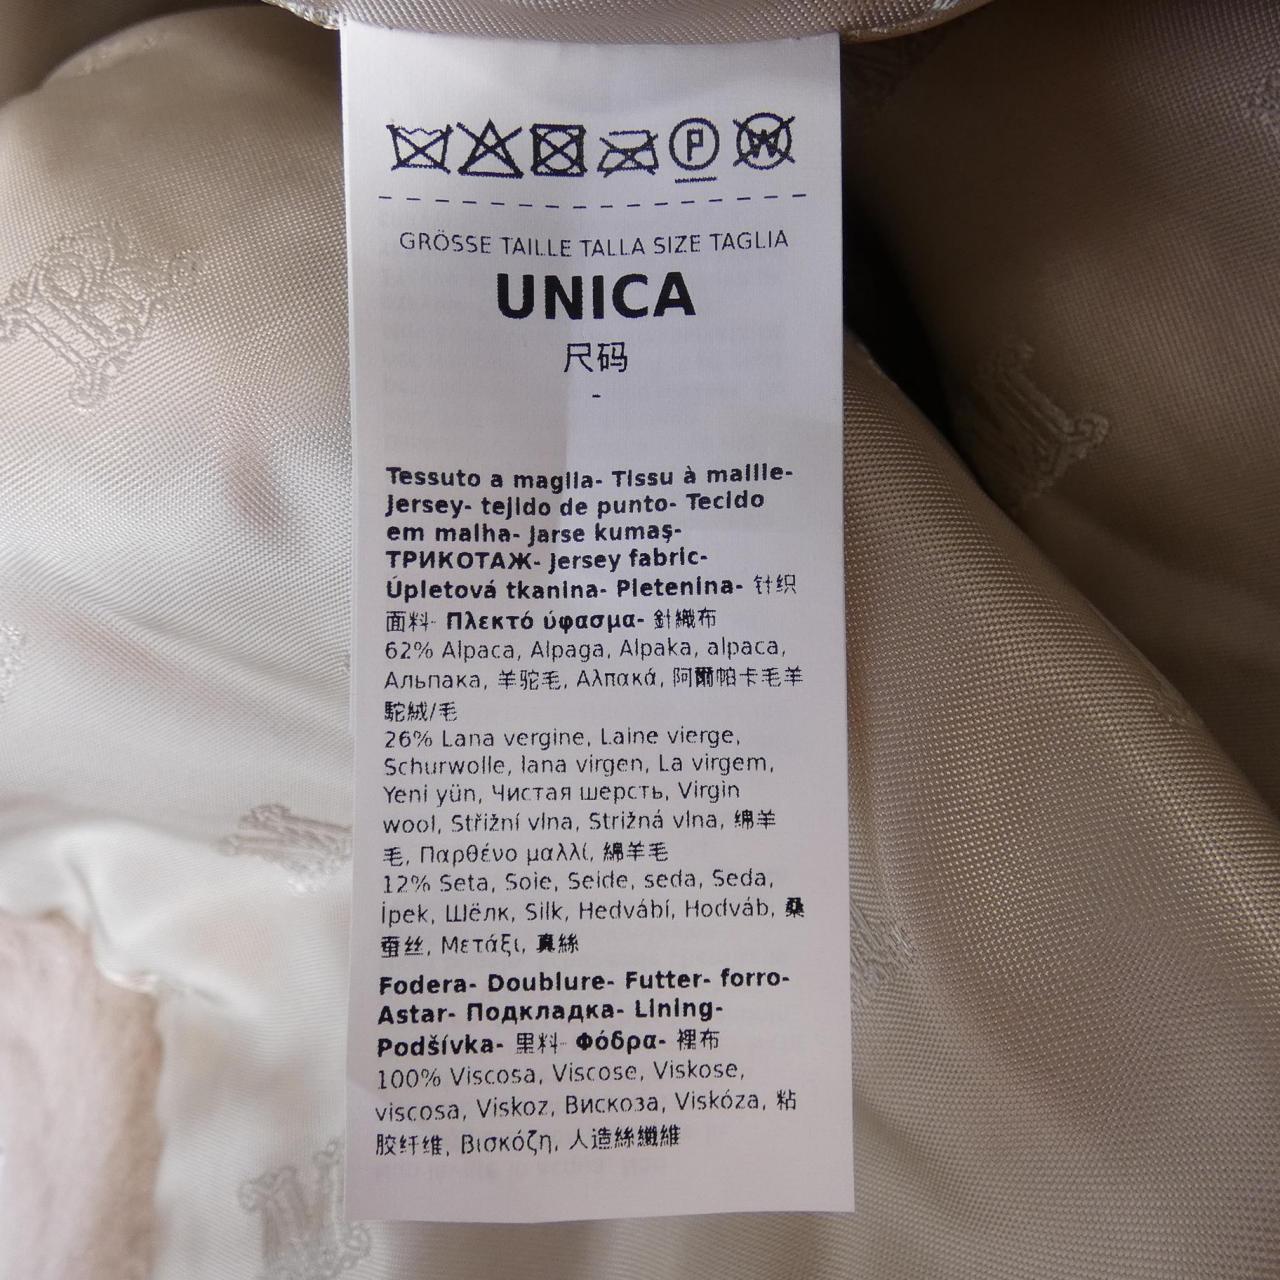 GRÖSSE TAILLE TALLA SIZE TAGLIA
UNICA
尺码
-
Tessuto a maglia- Tissu à maille-
Jersey- tejido de punto- Tecido
em malha- Jarse kumaş-
ТРИКОТАЖ- Jersey fabric-
Úpletová tkanina- Pletenina- 针织
面料- Πλεκτό ύφασμα- 針織布
62% Alpaca, Alpaga, Alpaka, alpaca,
Альпака, 羊驼毛, Αλπακά, 阿爾帕卡毛羊
駝絨/毛
26% Lana vergine, Laine vierge,
Schurwolle, lana virgen, La virgem,
Yeni yün, Чистая шерсть, Virgin
wool, Střižní vlna, Strižná vlna, 绵羊
毛, Παρθένο μαλλί, 綿羊毛
12% Seta, Soie, Seide, seda, Seda,
İpek, Шёлк, Silk, Hedvábí, Hodváb, 桑
蚕丝, Μετάξι, 真絲
Fodera- Doublure- Futter- forro-
Astar- Подкладка- Lining-
Podšívka- 里料- Φόδρα- 裡布
100% Viscosa, Viscose, Viskose,
viscosa, Viskoz, Вискоза, Viskóza, 粘
胶纤维, Βισκόζη, 人造絲纖維